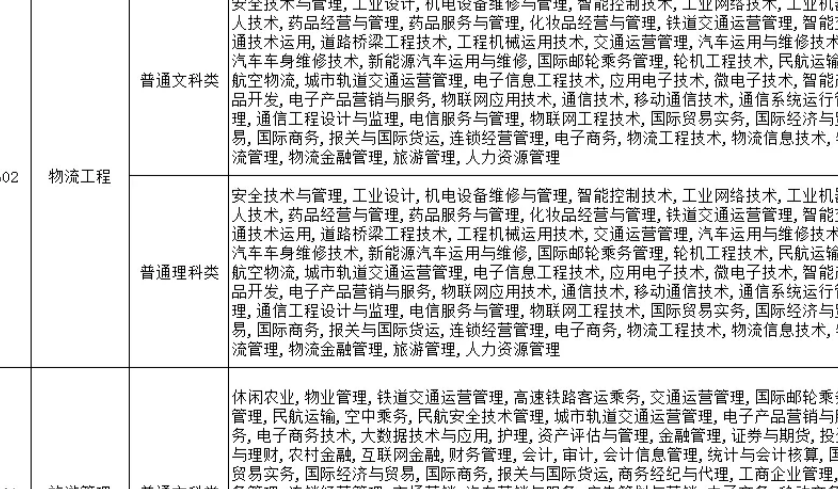 安全技术与管理, 工业设计, 机电设备维修与管理, 智能控制技术, 工业网络技术, 工业机器
人技术, 药品经营与管理, 药品服务与管理, 化妆品经营与管理, 铁道交通运营管理, 智能交
通技术运用, 道路桥梁工程技术, 工程机械运用技术, 交通运营管理, 汽车运用与维修技术
汽车车身维修技术, 新能源汽车运用与维修, 国际邮轮乘务管理, 轮机工程技术, 民航运输
普通文科类
航空物流, 城市轨道交通运营管理, 电子信息工程技术, 应用电子技术, 微电子技术, 智能产
品开发, 电子产品营销与服务, 物联网应用技术, 通信技术, 移动通信技术, 通信系统运行管
理, 通信工程设计与监理, 电信服务与管理, 物联网工程技术, 国际贸易实务, 国际经济与贸
易, 国际商务, 报关与国际货运, 连锁经营管理, 电子商务, 物流工程技术, 物流信息技术,
流管理, 物流金融管理, 旅游管理, 人力资源管理
02
物流工程
安全技术与管理, 工业设计, 机电设备维修与管理, 智能控制技术, 工业网络技术, 工业机器
人技术, 药品经营与管理, 药品服务与管理, 化妆品经营与管理, 铁道交通运营管理, 智能交
通技术运用, 道路桥梁工程技术, 工程机械运用技术, 交通运营管理, 汽车运用与维修技术
汽车车身维修技术, 新能源汽车运用与维修, 国际邮轮乘务管理, 轮机工程技术, 民航运输
普通理科类
航空物流, 城市轨道交通运营管理, 电子信息工程技术, 应用电子技术, 微电子技术, 智能产
品开发, 电子产品营销与服务, 物联网应用技术, 通信技术, 移动通信技术, 通信系统运行管
理, 通信工程设计与监理, 电信服务与管理, 物联网工程技术, 国际贸易实务, 国际经济与贸
易, 国际商务, 报关与国际货运, 连锁经营管理, 电子商务, 物流工程技术, 物流信息技术,
流管理, 物流金融管理, 旅游管理, 人力资源管理
休闲农业, 物业管理, 铁道交通运营管理, 高速铁路客运乘务, 交通运营管理, 国际邮轮乘务
管理, 民航运输, 空中乘务, 民航安全技术管理, 城市轨道交通运营管理, 电子产品营销与服
务, 电子商务技术, 大数据技术与应用, 护理, 资产评估与管理, 金融管理, 证券与期货, 投资
与理财, 农村金融, 互联网金融, 财务管理, 会计, 审计, 会计信息管理, 统计与会计核算, 国
贸易实务, 国际经济与贸易, 国际商务, 报关与国际货运, 商务经纪与代理, 工商企业管理
旅游管理
普通文科类